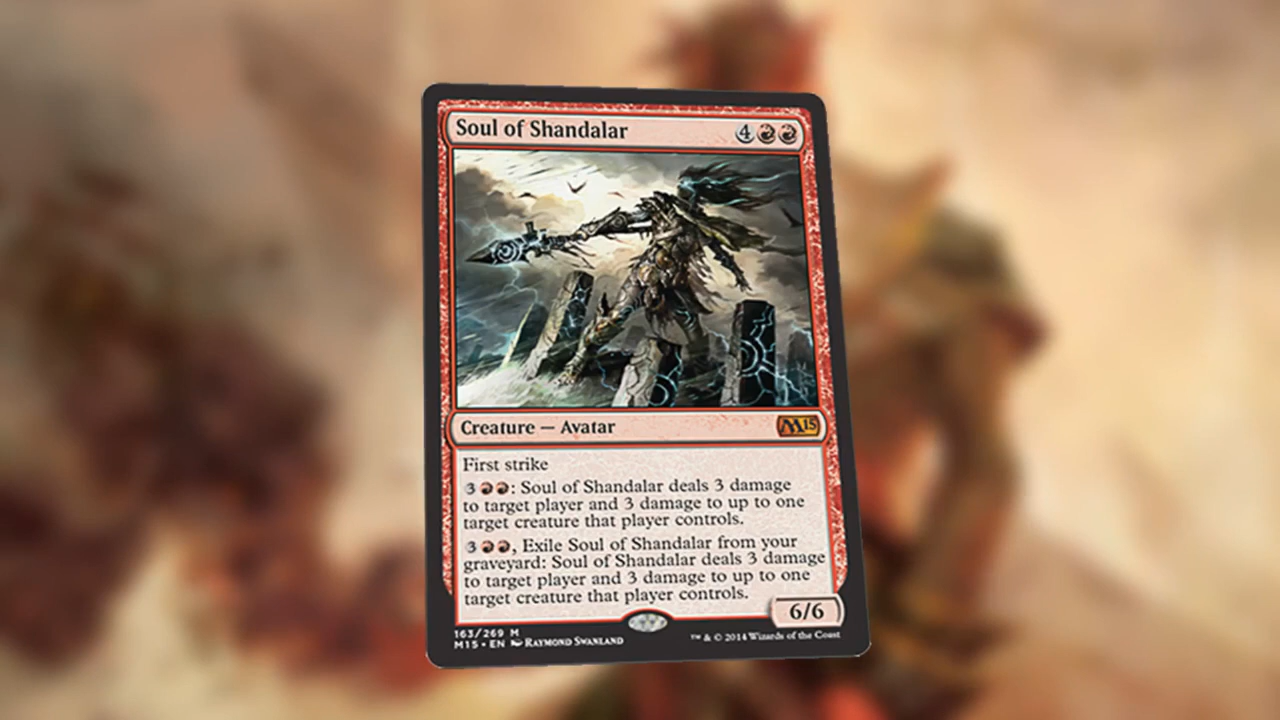 Soul of Shandalar 4
Creature — Avatar M15
First strike
3: Soul of Shandalar deals 3 damage
to target player and 3 damage to up to one
target creature that player controls.
3, Exile Soul of Shandalar from your
graveyard: Soul of Shandalar deals 3 damage
to target player and 3 damage to up to one
target creature that player controls.
6/6
163/269 M
M15 • EN Raymond Swanland ™ & © 2014 Wizards of the Coast